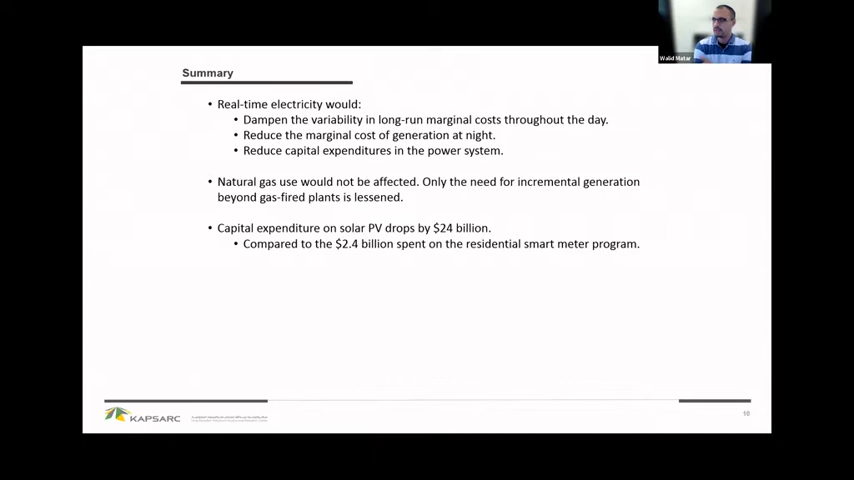 Walid Matar
Summary
• Real-time electricity would:
• Dampen the variability in long-run marginal costs throughout the day.
• Reduce the marginal cost of generation at night.
• Reduce capital expenditures in the power system.
• Natural gas use would not be affected. Only the need for incremental generation
beyond gas-fired plants is lessened.
• Capital expenditure on solar PV drops by $24 billion.
• Compared to the $2.4 billion spent on the residential smart meter program.
KAPSARC
10